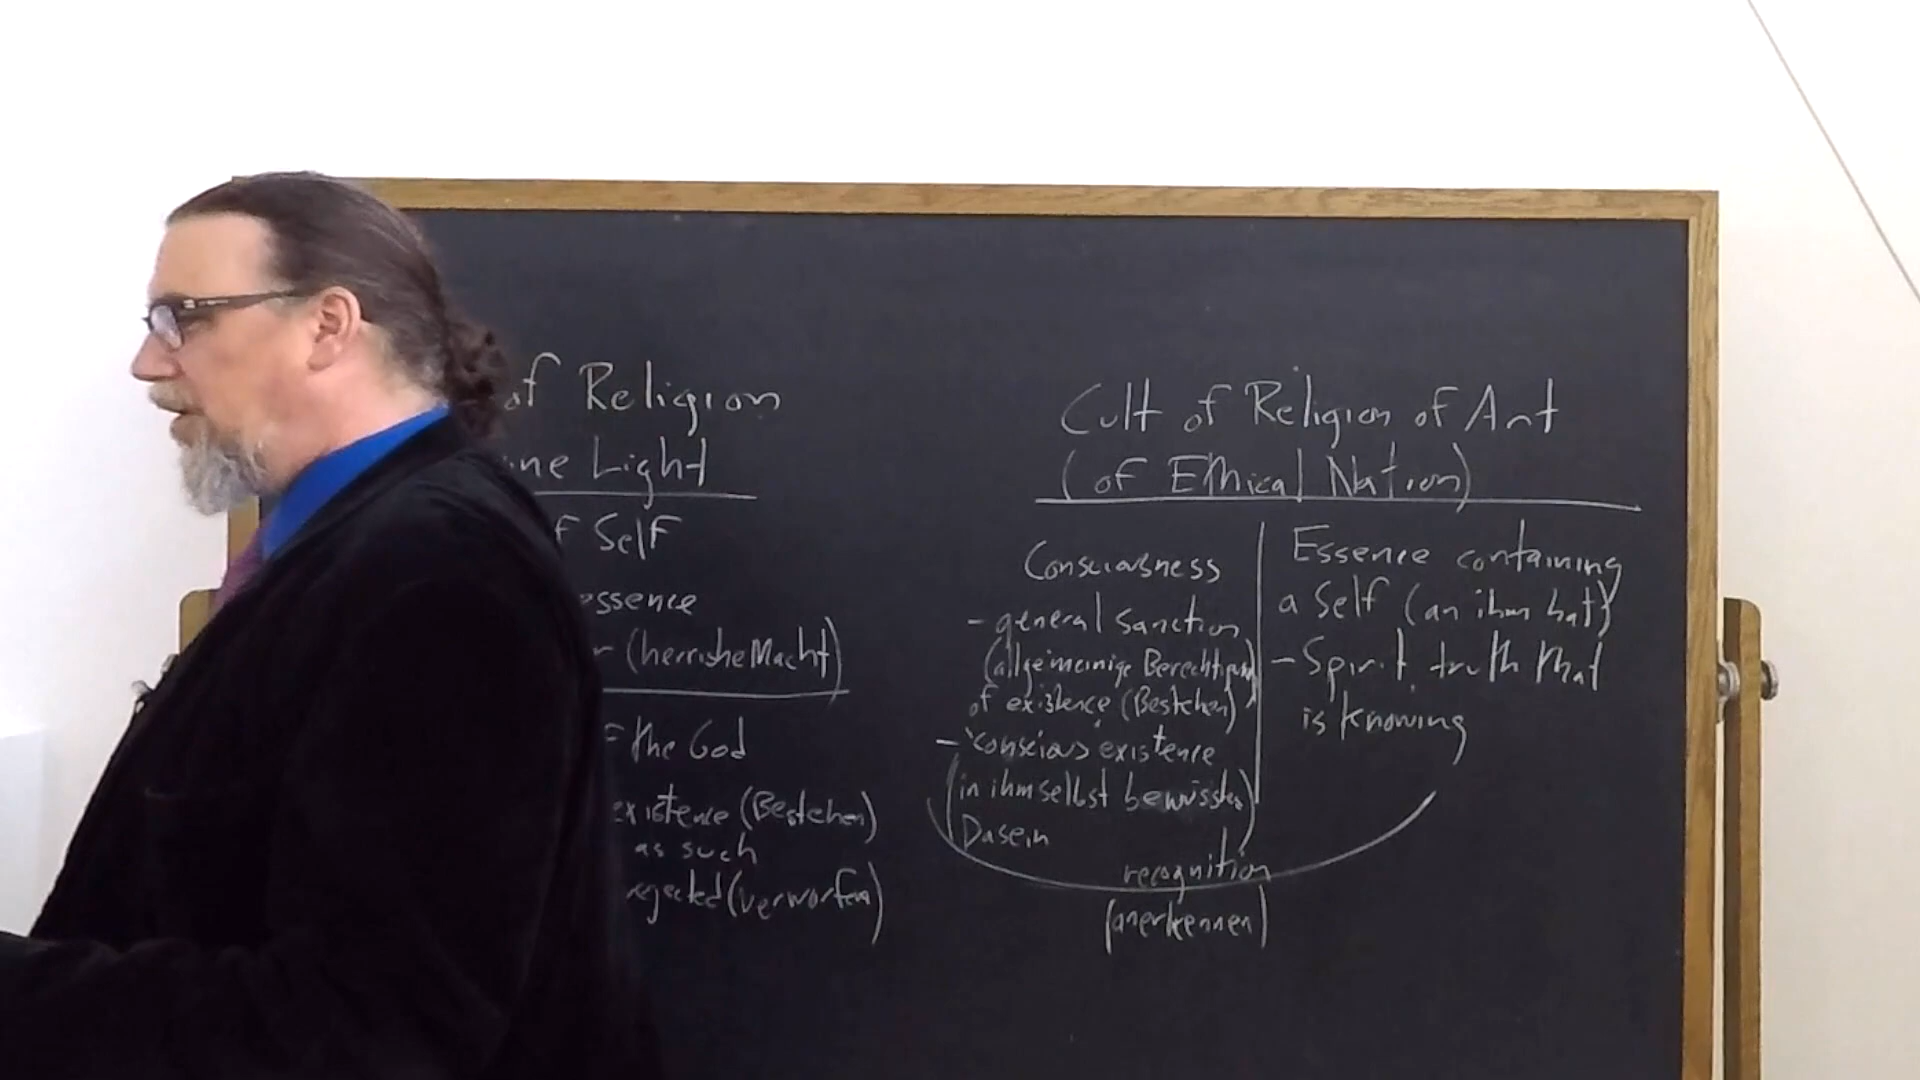 of Religion
ine Light
f Self
essence
r (herrishe Macht)
f the God
existence (Bestehen)
as such
rejected (verworfen)
Cult of Religion of Art
(of Ethical Nation)
Consciousness
- general sanction
(allgemeinige Berechtigung
of existence (Bestehen)
- 'conscious' existence
(in ihm selbst bewusstes
Dasein)
Essence containing
a Self (an ihm hat)
- Spirit, truth that
is knowing
recognition
(anerkennen)